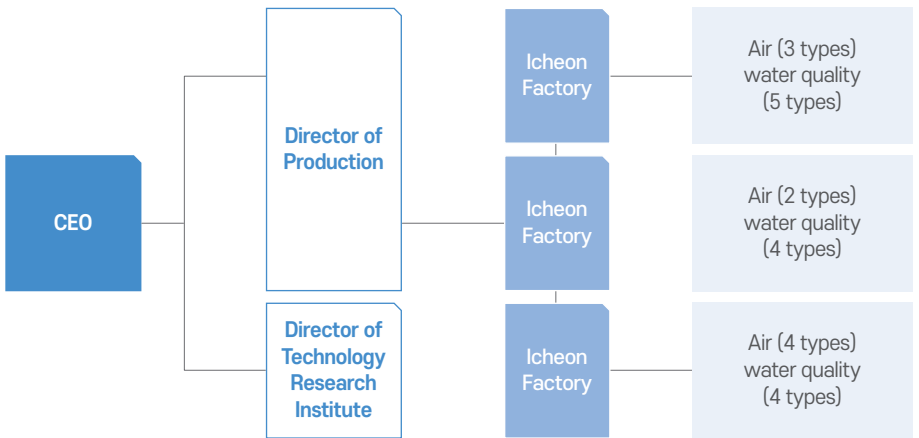 CEO
Director of
Production
Director of
Technology
Research
Institute
Icheon
Factory
Air (3 types)
water quality
(5 types)
Icheon
Factory
Air (2 types)
water quality
(4 types)
Icheon
Factory
Air (4 types)
water quality
(4 types)